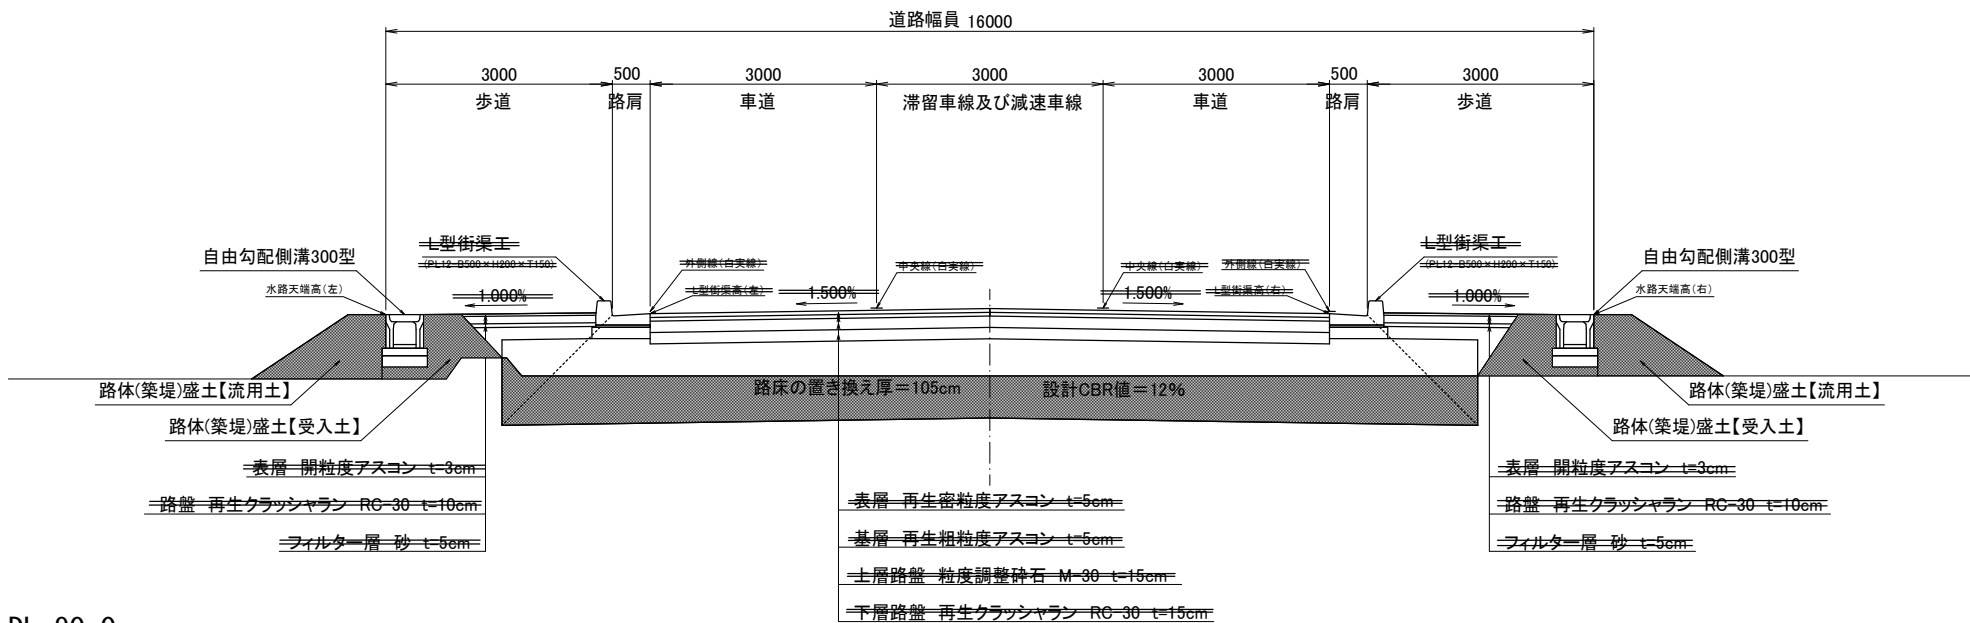 道路幅員 16000
3000 500 3000 3000 3000 500 3000
歩道 路肩 車道 滞留車線及び減速車線 車道 路肩 歩道
L型街渠工 L型街渠工
(PL12-B500×H200×T150) (PL12-B500×H200×T150)
自由勾配側溝300型 外側線(白実線) 中央線(白実線) 中央線(白実線) 外側線(白実線) 自由勾配側溝300型
水路天端高(左) 1.000% L型街渠高(左) 1.500% 1.500% L型街渠高(右) 1.000% 水路天端高(右)
路床の置き換え厚=105cm 設計CBR値=12%
路体(築堤)盛土【流用土】 路体(築堤)盛土【流用土】
路体(築堤)盛土【受入土】 路体(築堤)盛土【受入土】
表層 開粒度アスコン t=3cm 表層 開粒度アスコン t=3cm
路盤 再生クラッシャラン RC-30 t=10cm 表層 再生密粒度アスコン t=5cm 路盤 再生クラッシャラン RC-30 t=10cm
フィルター層 砂 t=5cm 基層 再生粗粒度アスコン t=5cm フィルター層 砂 t=5cm
上層路盤 粒度調整砕石 M-30 t=15cm
下層路盤 再生クラッシャラン RC-30 t=15cm